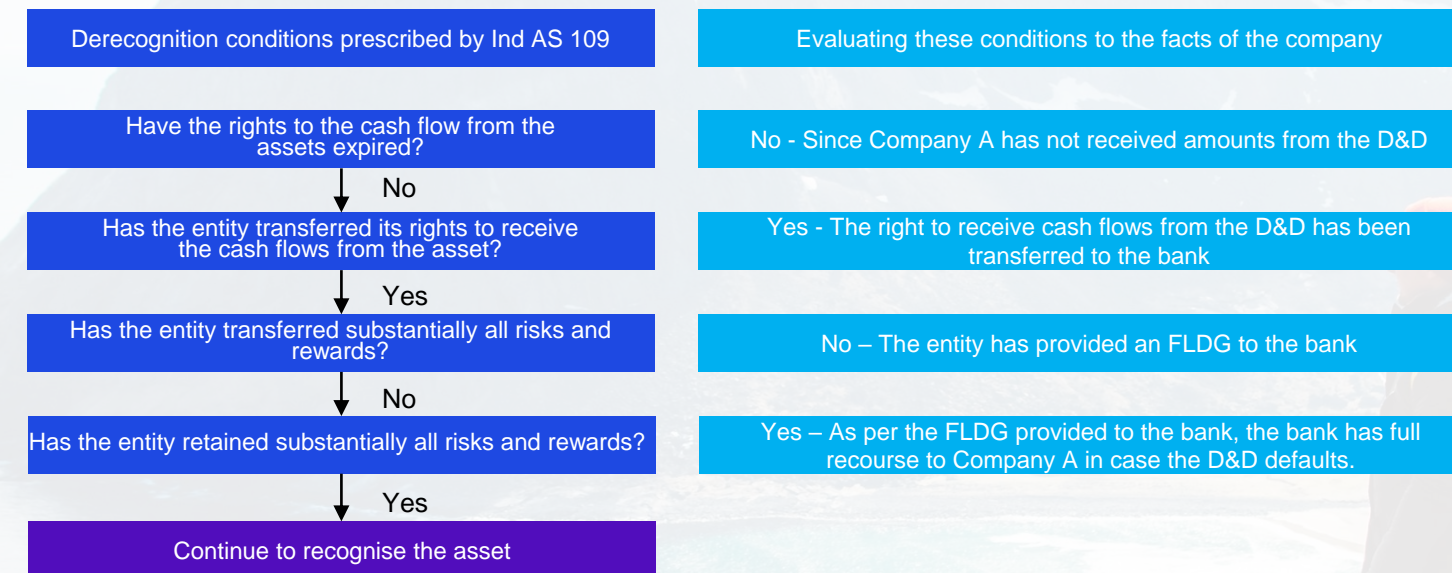 Derecognition conditions prescribed by Ind AS 109
Evaluating these conditions to the facts of the company
Have the rights to the cash flow from the
assets expired?
No - Since Company A has not received amounts from the D&D
No
Has the entity transferred its rights to receive
the cash flows from the asset?
Yes - The right to receive cash flows from the D&D has been
transferred to the bank
Yes
Has the entity transferred substantially all risks and
rewards?
No – The entity has provided an FLDG to the bank
No
Has the entity retained substantially all risks and rewards?
Yes – As per the FLDG provided to the bank, the bank has full
recourse to Company A in case the D&D defaults.
Yes
Continue to recognise the asset